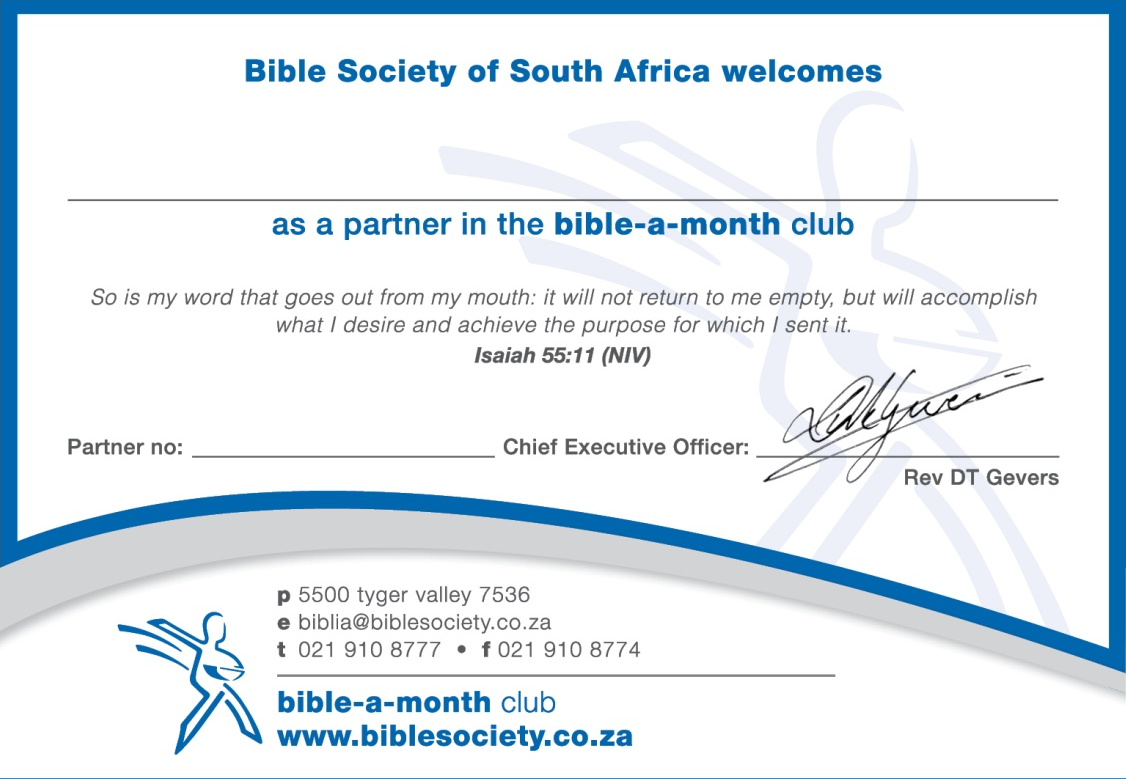 Bible Society of South Africa welcomes
as a partner in the bible-a-month club
So is my word that goes out from my mouth: it will not return to me empty, but will accomplish
what I desire and achieve the purpose for which I sent it.
Isaiah 55:11 (NIV)
Partner no: Chief Executive Officer:
Rev DT Gevers
p 5500 tyger valley 7536
e biblia@biblesociety.co.za
t 021 910 8777 • f 021 910 8774
bible-a-month club
www.biblesociety.co.za